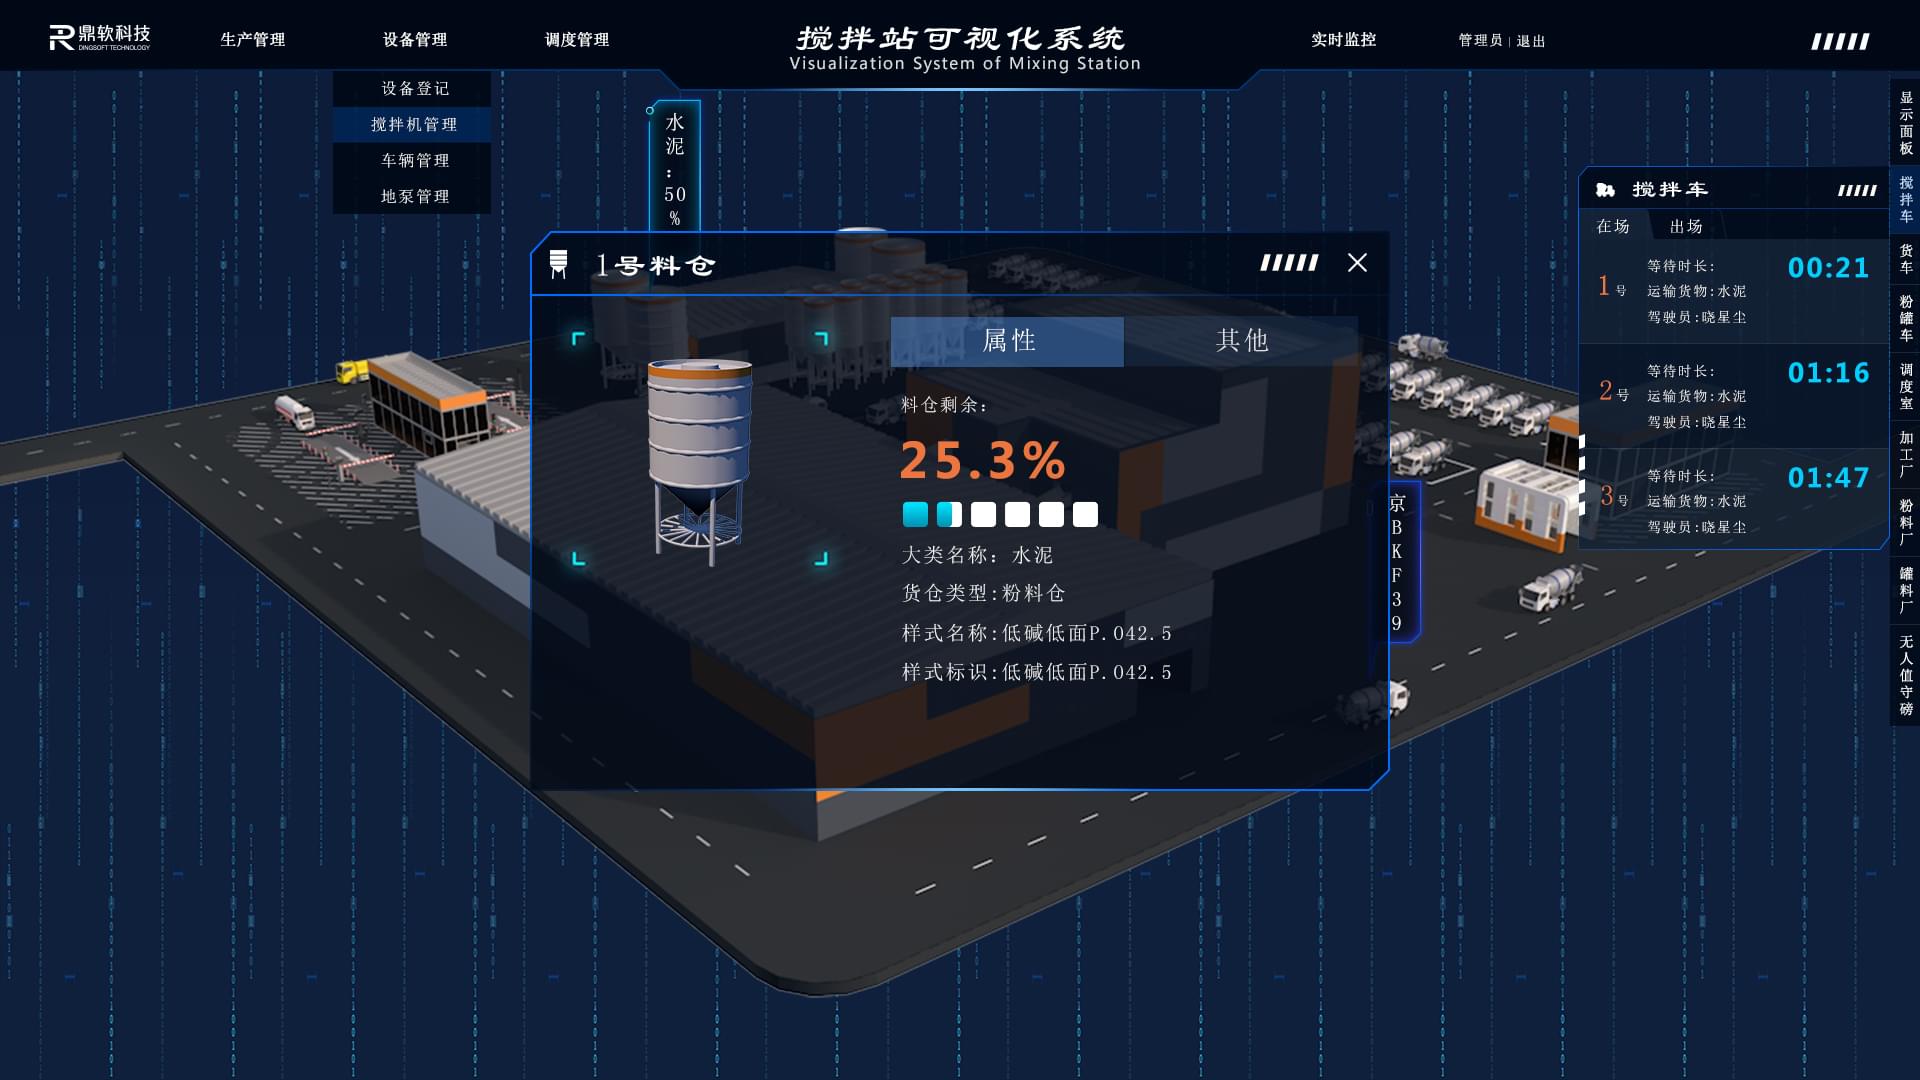 鼎软科技
DINGSOFT TECHNOLOGY
生产管理
设备管理
调度管理
搅拌站可视化系统
Visualization System of Mixing Station
实时监控
管理员 | 退出
设备登记
搅拌机管理
车辆管理
地泵管理
水泥:50%
1号料仓
属性
其他
料仓剩余:
25.3%
大类名称: 水泥
货仓类型:粉料仓
样式名称:低碱低面P.042.5
样式标识:低碱低面P.042.5
京BKF39
搅拌车
在场
出场
1号
等待时长:
00:21
运输货物:水泥
驾驶员:晓星尘
2号
等待时长:
01:16
运输货物:水泥
驾驶员:晓星尘
3号
等待时长:
01:47
运输货物:水泥
驾驶员:晓星尘
显示面板
搅拌车
货车
粉罐车
调度室
加工厂
粉料厂
罐料厂
无人值守磅